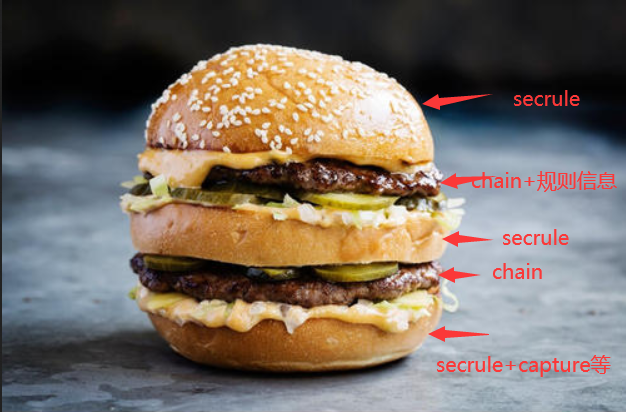 secrule
chain+规则信息
secrule
chain
secrule+capture等